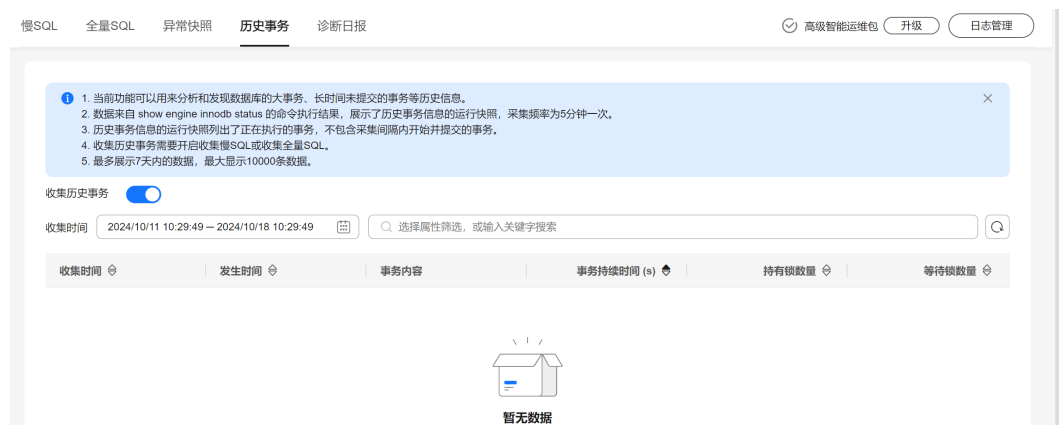 慢SQL 全量SQL 异常快照 历史事务 诊断日报 高级智能运维包 升级 日志管理
1. 当前功能可以用来分析和发现数据库的大事务、长时间未提交的事务等历史信息。
2. 数据来自 show engine innodb status 的命令执行结果，展示了历史事务信息的运行快照，采集频率为5分钟一次。
3. 历史事务信息的运行快照列出了正在执行的事务，不包含采集间隔内开始并提交的事务。
4. 收集历史事务需要开启收集慢SQL或收集全量SQL。
5. 最多展示7天内的数据，最大显示10000条数据。
收集历史事务
收集时间 2024/10/11 10:29:49 — 2024/10/18 10:29:49 选择属性筛选，或输入关键字搜索
收集时间 发生时间 事务内容 事务持续时间 (s) 持有锁数量 等待锁数量
暂无数据